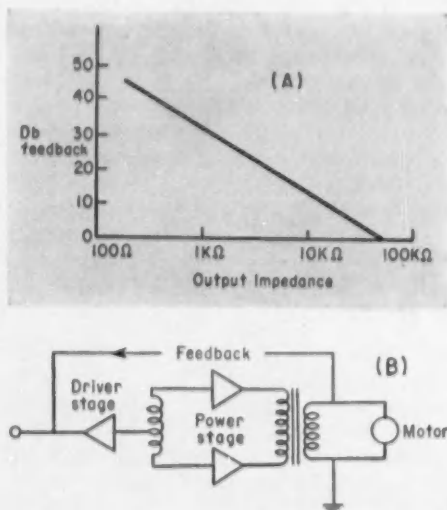 50
(A)
40
Db
feedback
30
20
10
0
100Ω
1KΩ
10KΩ
100KΩ
Output Impedance
Feedback
(B)
Driver
stage
Power
stage
Motor